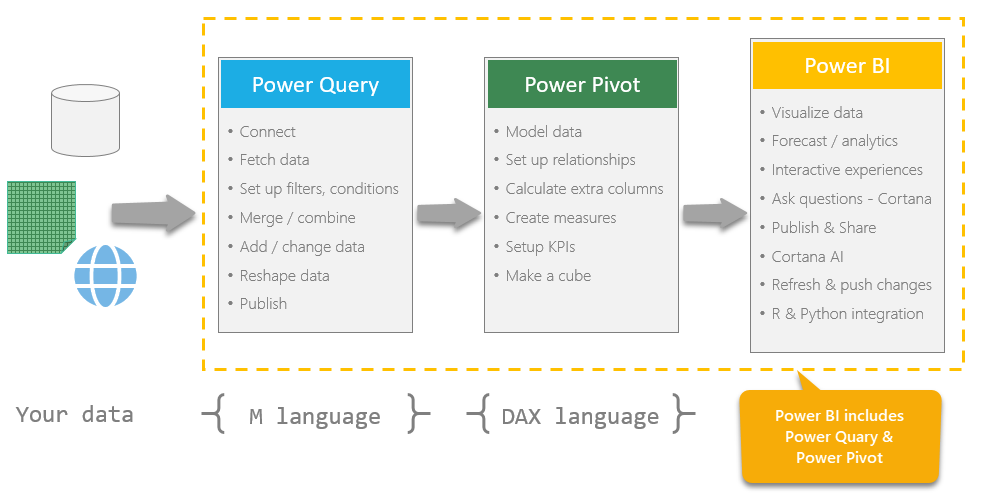 Power Query
• Connect
• Fetch data
• Set up filters, conditions
• Merge / combine
• Add / change data
• Reshape data
• Publish
Power Pivot
• Model data
• Set up relationships
• Calculate extra columns
• Create measures
• Setup KPIs
• Make a cube
Power BI
• Visualize data
• Forecast / analytics
• Interactive experiences
• Ask questions - Cortana
• Publish & Share
• Cortana AI
• Refresh & push changes
• R & Python integration
Your data
{ M language }
{ DAX language }
Power BI includes
Power Quary &
Power Pivot